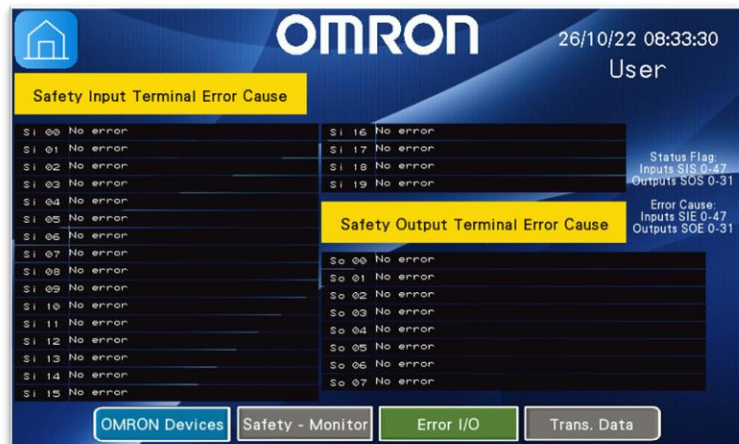 OMRON
26/10/22 08:33:30
User
Safety Input Terminal Error Cause
Si 00 No error
Si 01 No error
Si 02 No error
Si 03 No error
Si 04 No error
Si 05 No error
Si 06 No error
Si 07 No error
Si 08 No error
Si 09 No error
Si 10 No error
Si 11 No error
Si 12 No error
Si 13 No error
Si 14 No error
Si 15 No error
Si 16 No error
Si 17 No error
Si 18 No error
Si 19 No error
Status Flag:
Inputs SIS 0-47
Outputs SOS 0-31
Error Cause:
Inputs SIE 0-47
Outputs SOE 0-31
Safety Output Terminal Error Cause
So 00 No error
So 01 No error
So 02 No error
So 03 No error
So 04 No error
So 05 No error
So 06 No error
So 07 No error
OMRON Devices
Safety - Monitor
Error I/O
Trans. Data